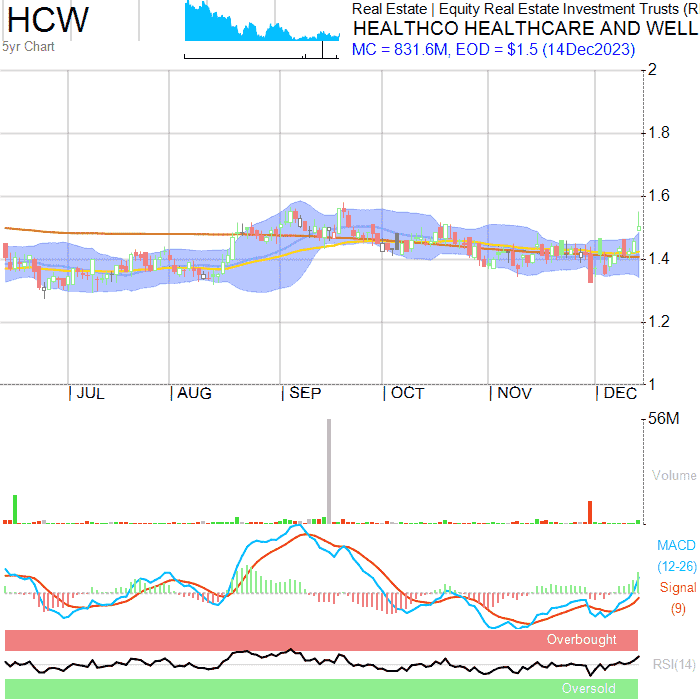 HCW
5yr Chart
Real Estate | Equity Real Estate Investment Trusts (R
HEALTHCO HEALTHCARE AND WELL
MC = 831.6M, EOD = $1.5 (14Dec2023)
2
1.8
1.6
1.4
1.2
1
| JUL | AUG | SEP | OCT | NOV | DEC
56M
Volume
MACD
(12-26)
Signal
(9)
Overbought
RSI(14)
Oversold